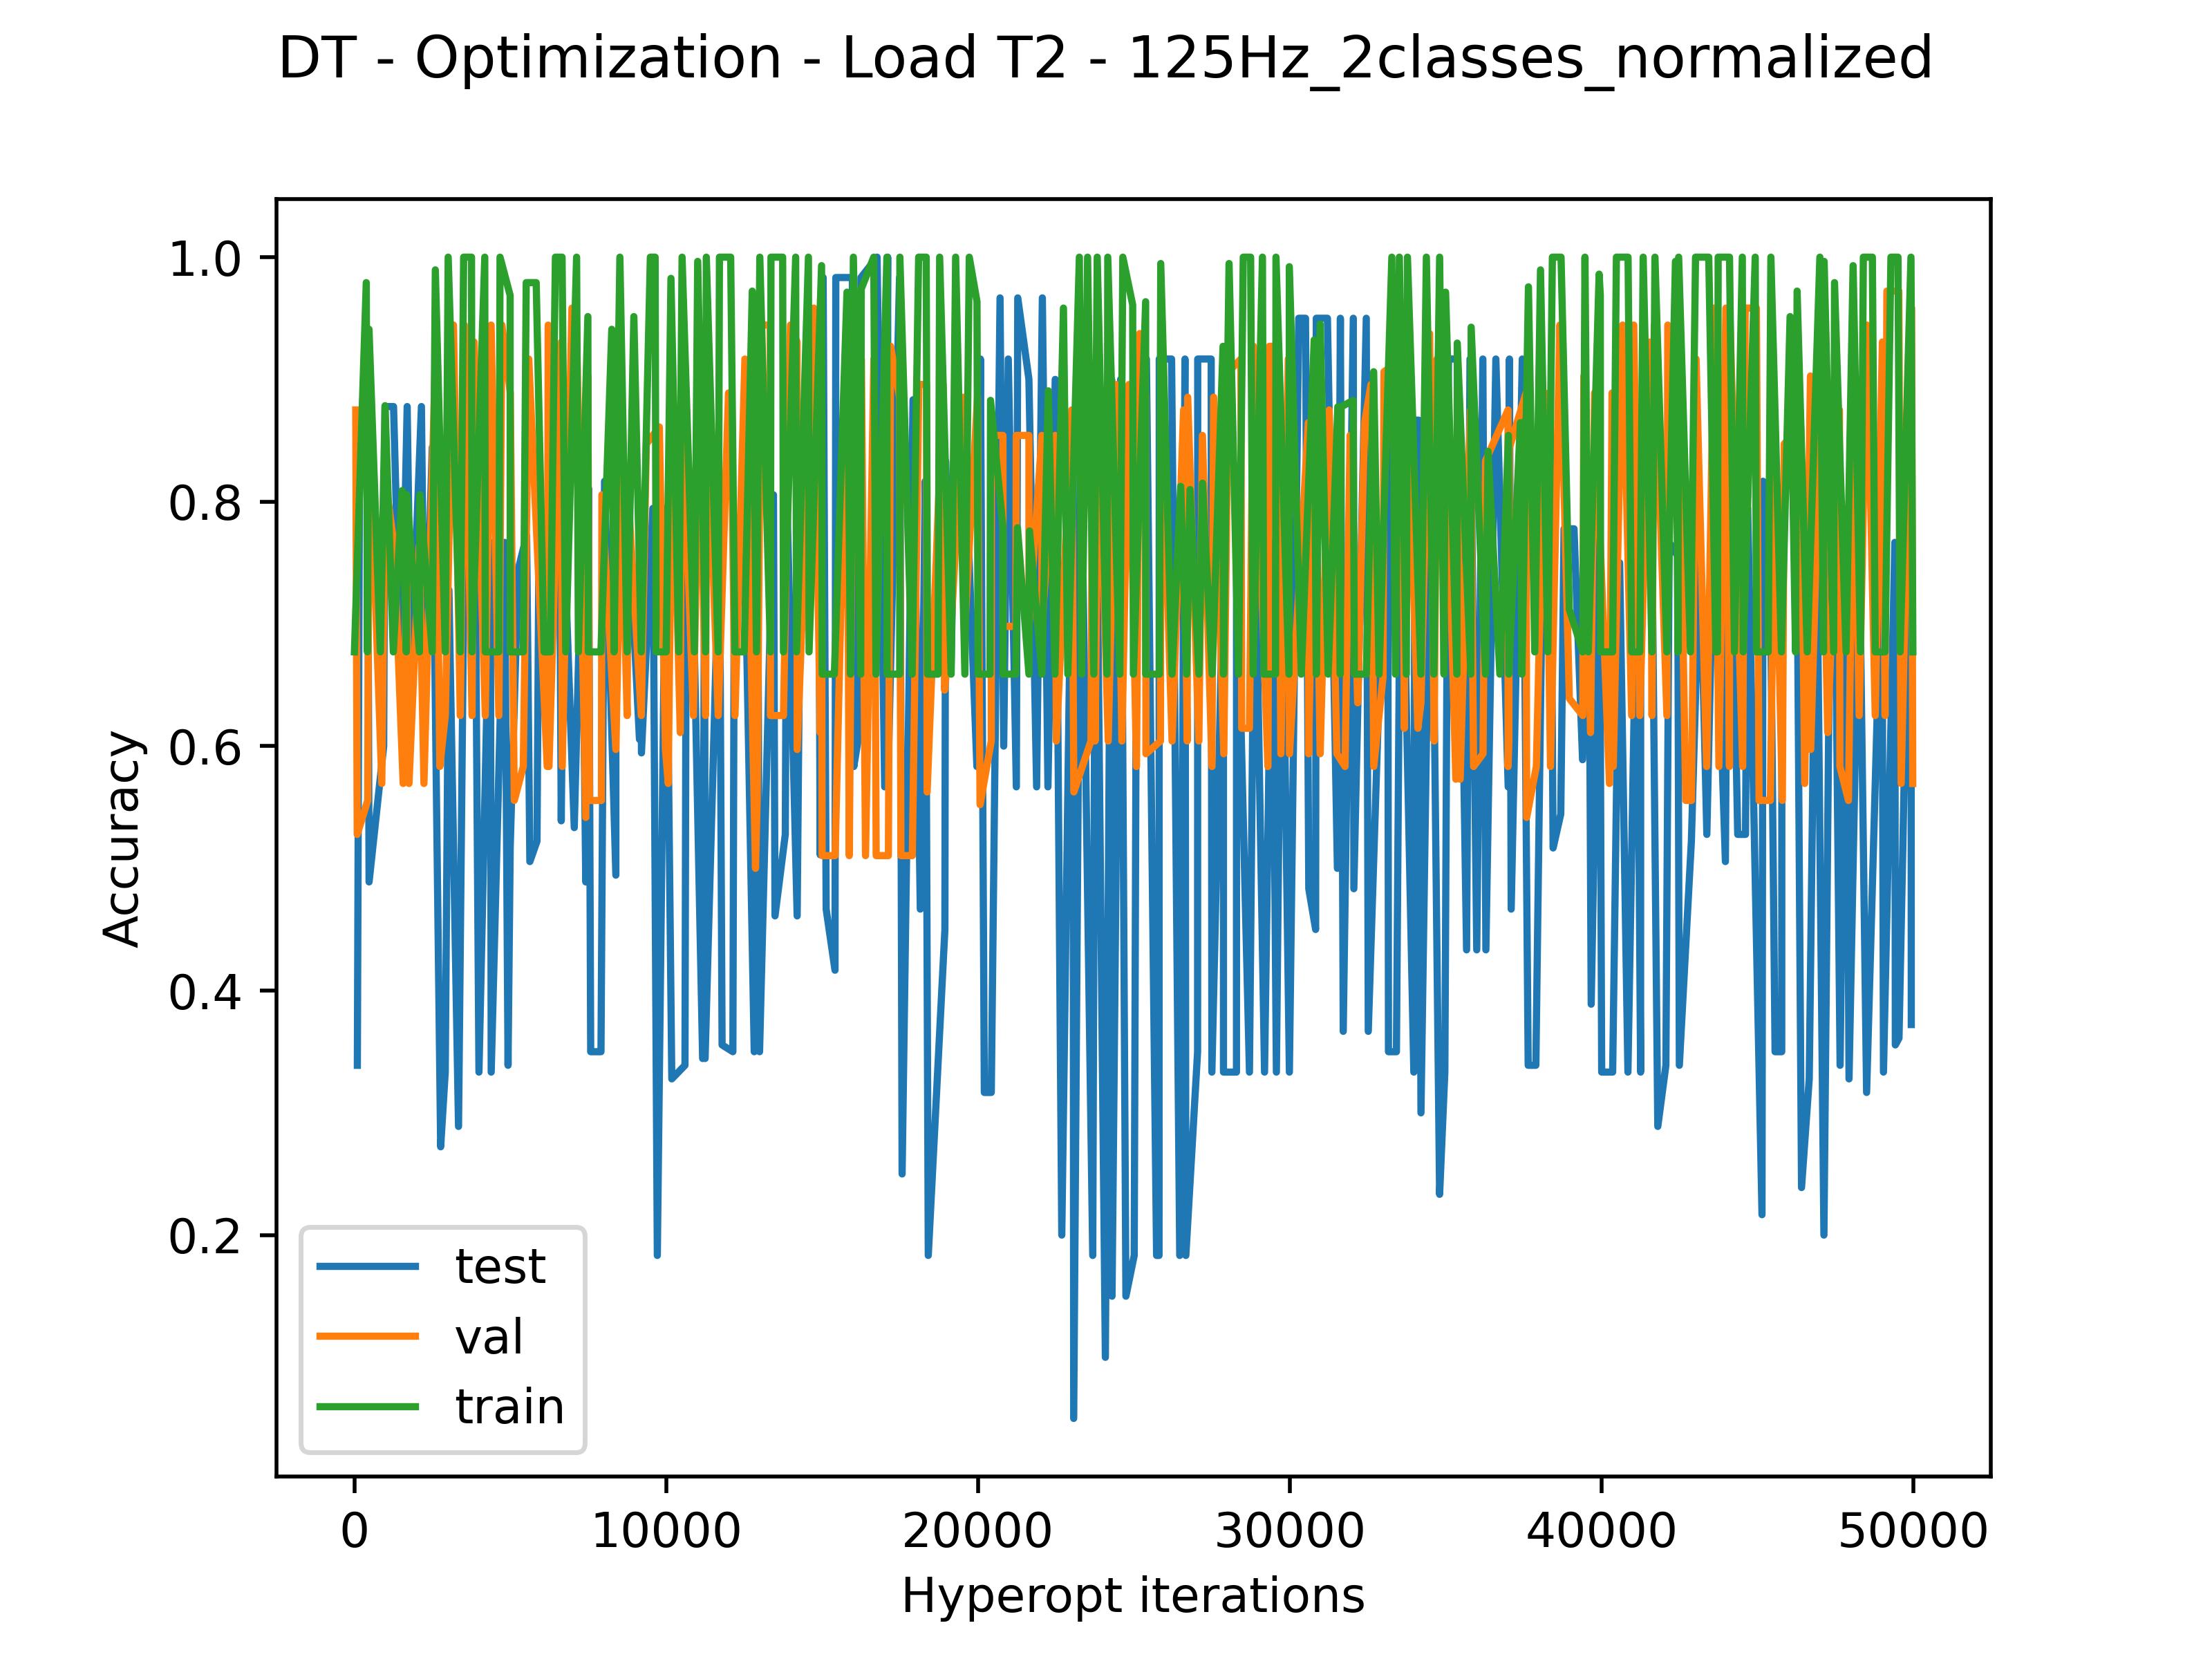 DT - Optimization - Load T2 - 125Hz_2classes_normalized
1.0
0.8
0.6
0.4
0.2
Accuracy
test
val
train
0 10000 20000 30000 40000 50000
Hyperopt iterations